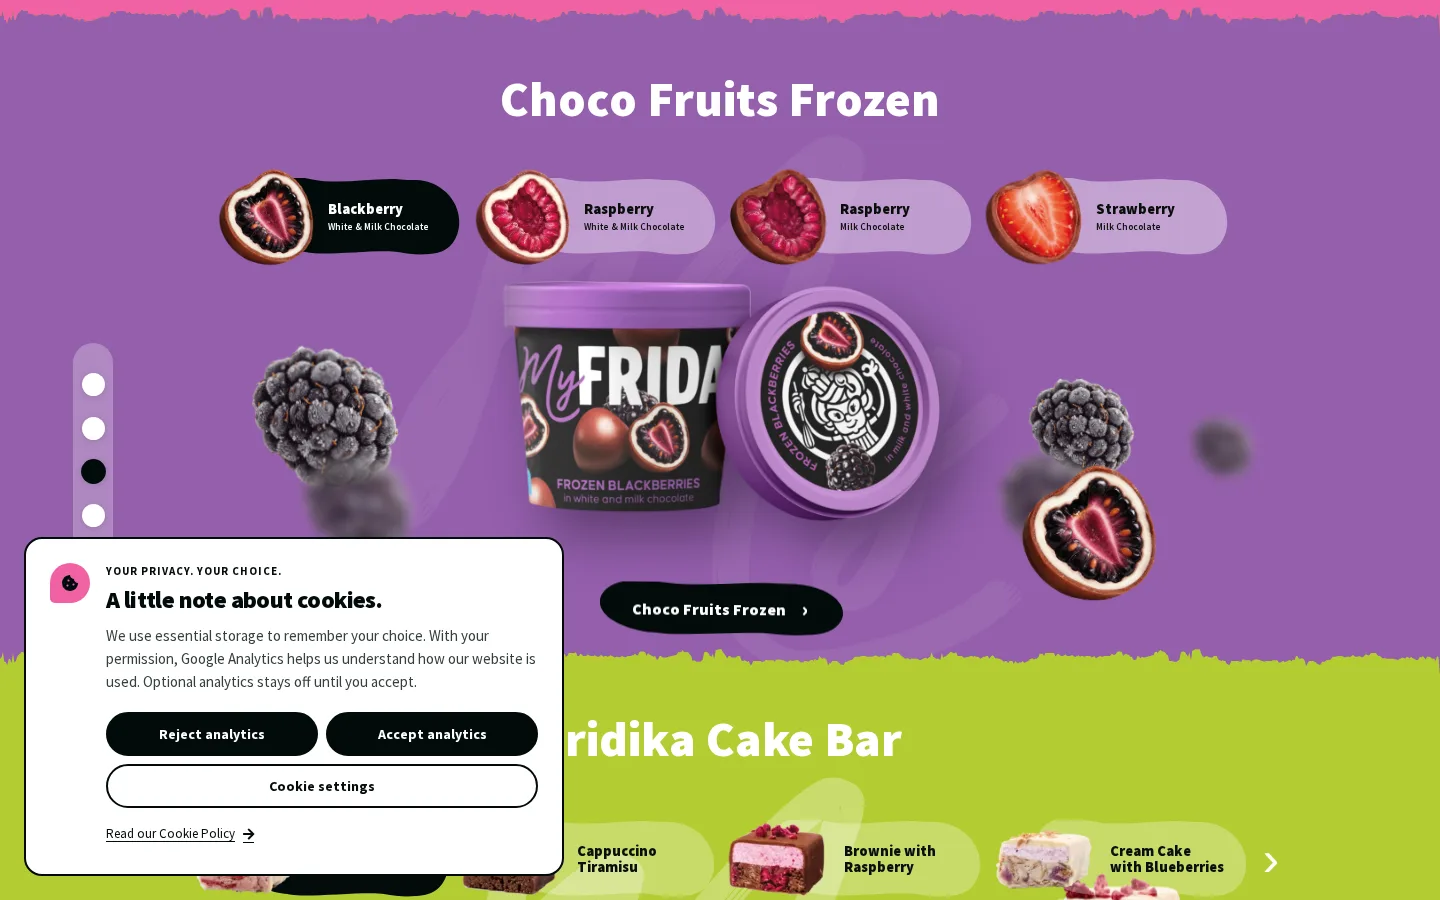 Choco Fruits Frozen
Blackberry
White & Milk Chocolate
Raspberry
White & Milk Chocolate
Raspberry
Milk Chocolate
Strawberry
Milk Chocolate
My FRIDA
FROZEN BLACKBERRIES
in white and milk chocolate
FROZEN BLACKBERRIES
in milk and white chocolate
Choco Fruits Frozen ›
YOUR PRIVACY. YOUR CHOICE.
A little note about cookies.
We use essential storage to remember your choice. With your
permission, Google Analytics helps us understand how our website is
used. Optional analytics stays off until you accept.
Reject analytics
Accept analytics
Cookie settings
Read our Cookie Policy →
ridika Cake Bar
Cappuccino
Tiramisu
Brownie with
Raspberry
Cream Cake
with Blueberries